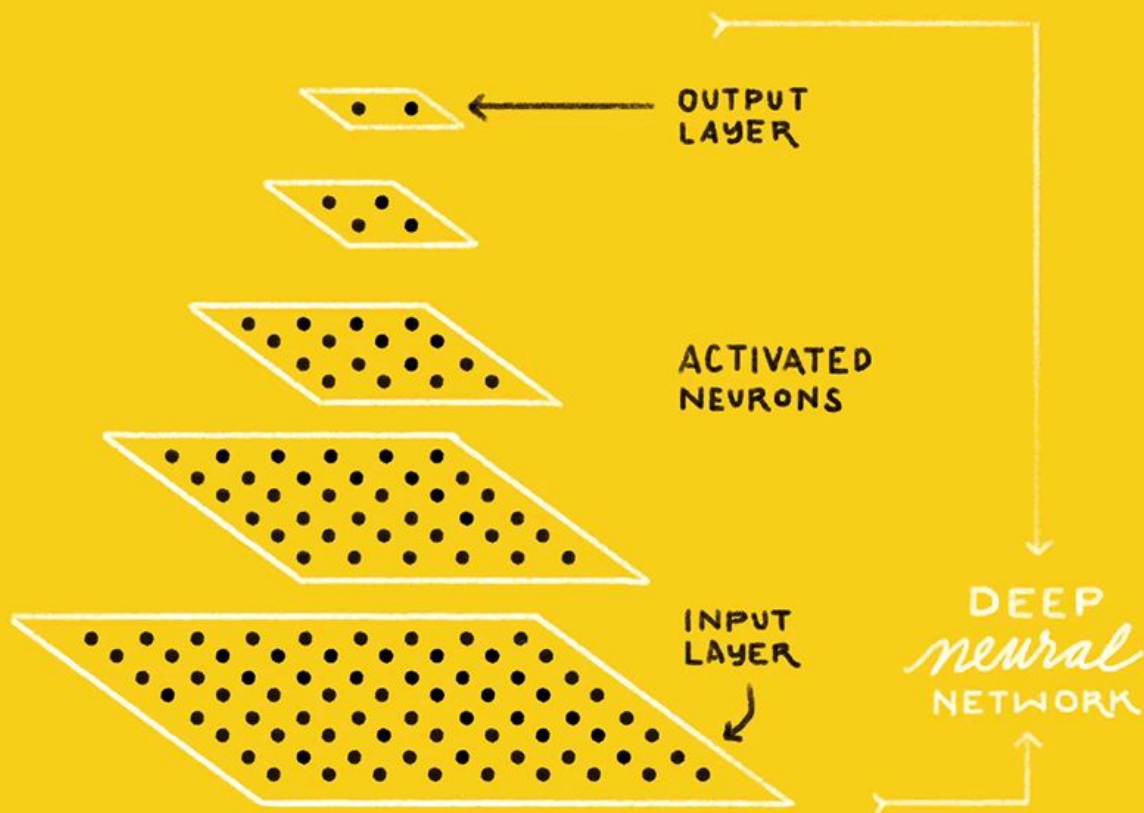 OUTPUT
LAYER
ACTIVATED
NEURONS
INPUT
LAYER
DEEP
neural
NETWORK